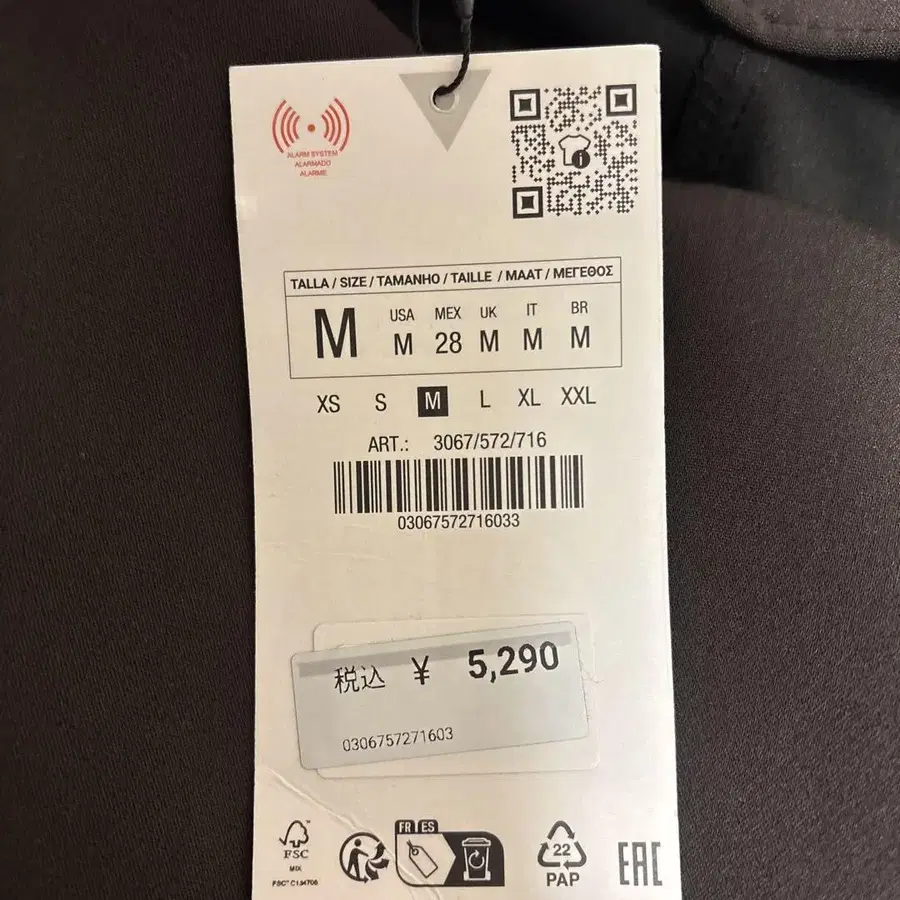 ALARM SYSTEM
ALARMADO
ALARME
TALLA / SIZE / TAMANHO / TAILLE / MAAT / ΜΕΓΕΘΟΣ
M
USA MEX UK IT BR
M 28 M M M
XS S M L XL XXL
ART.: 3067/572/716
03067572716033
税込 ¥ 5,290
0306757271603
FSC
MIX
FR ES
22
PAP
EAC